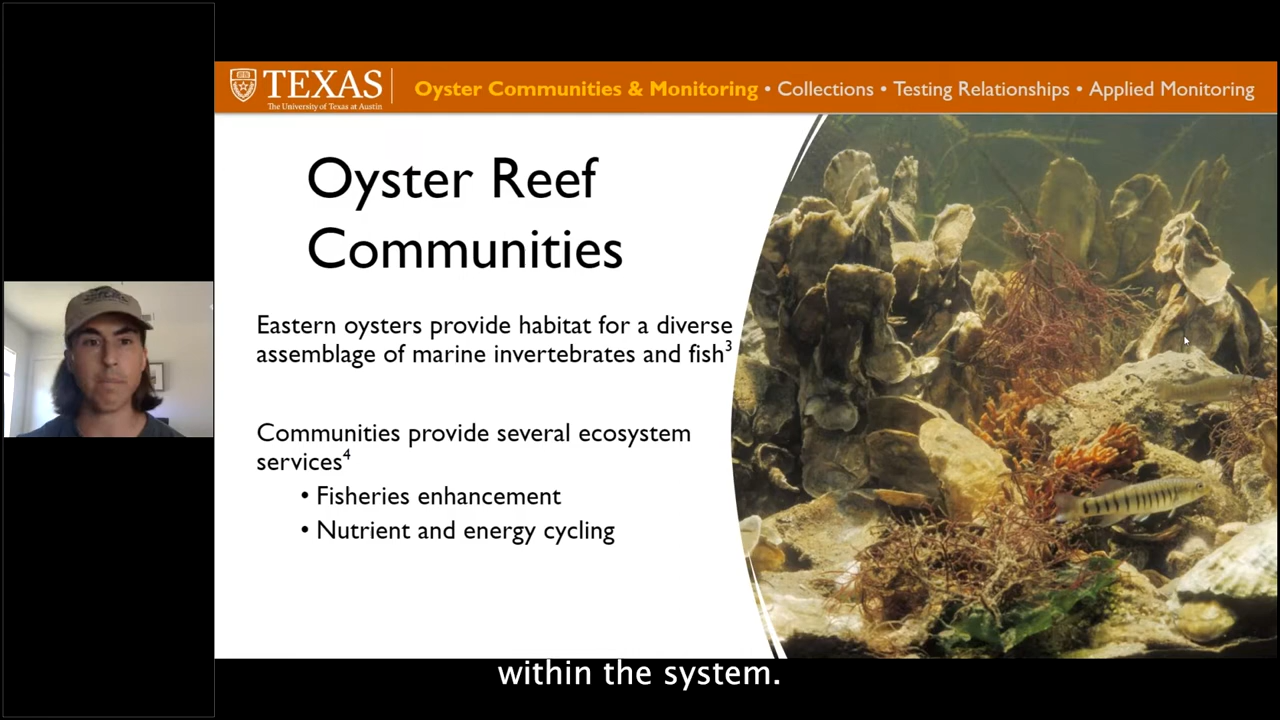 TEXAS
The University of Texas at Austin
Oyster Communities & Monitoring • Collections • Testing Relationships • Applied Monitoring
Oyster Reef
Communities
Eastern oysters provide habitat for a diverse
assemblage of marine invertebrates and fish3
Communities provide several ecosystem
services4
• Fisheries enhancement
• Nutrient and energy cycling
within the system.